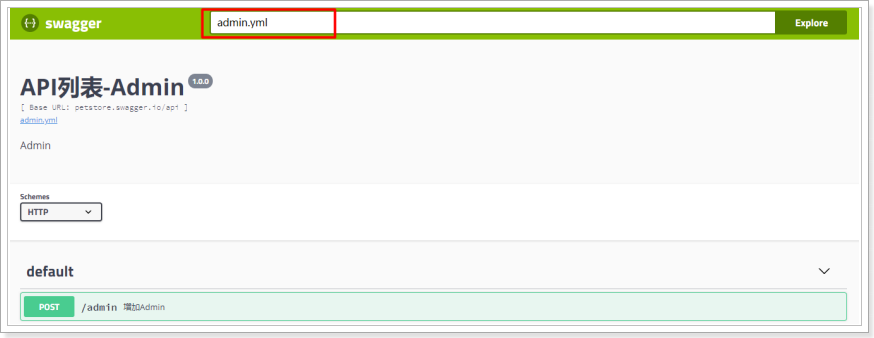 swagger admin.yml Explore
API列表-Admin 1.0.0
[ Base URL: petstore.swagger.io/api ]
admin.yml
Admin
Schemes
HTTP
default
POST /admin 增加Admin